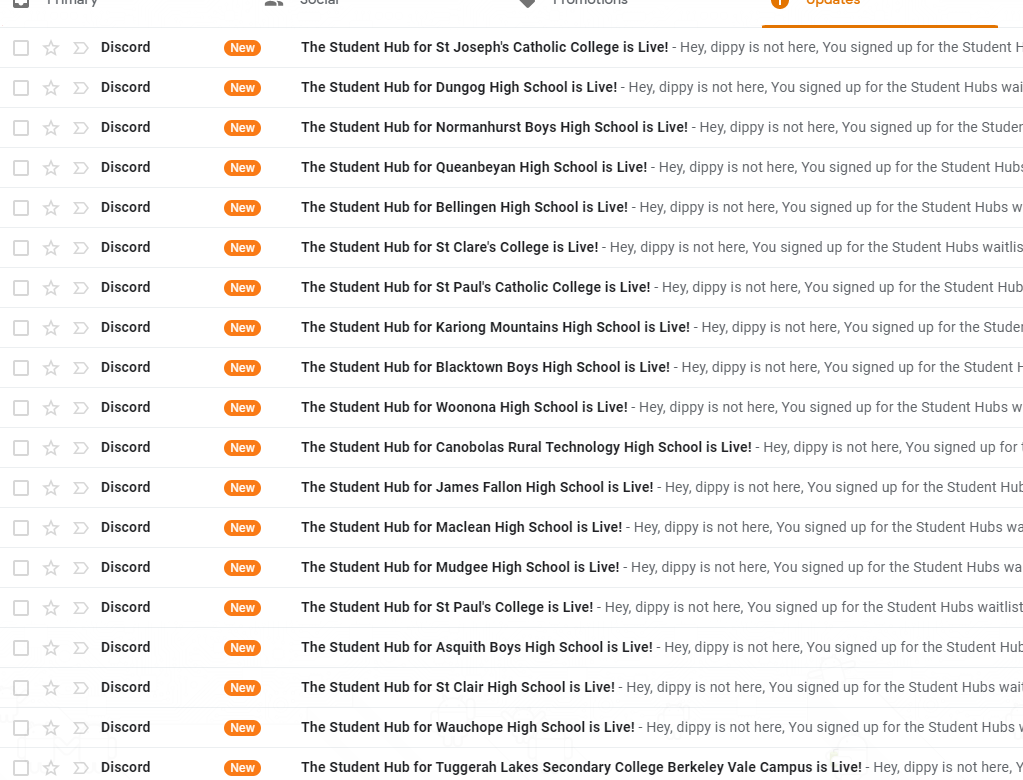 Primary Social Promotions Updates
Discord New The Student Hub for St Joseph's Catholic College is Live! - Hey, dippy is not here, You signed up for the Student H
Discord New The Student Hub for Dungog High School is Live! - Hey, dippy is not here, You signed up for the Student Hubs wai
Discord New The Student Hub for Normanhurst Boys High School is Live! - Hey, dippy is not here, You signed up for the Studen
Discord New The Student Hub for Queanbeyan High School is Live! - Hey, dippy is not here, You signed up for the Student Hubs
Discord New The Student Hub for Bellingen High School is Live! - Hey, dippy is not here, You signed up for the Student Hubs w
Discord New The Student Hub for St Clare's College is Live! - Hey, dippy is not here, You signed up for the Student Hubs waitlis
Discord New The Student Hub for St Paul's Catholic College is Live! - Hey, dippy is not here, You signed up for the Student Hub
Discord New The Student Hub for Kariong Mountains High School is Live! - Hey, dippy is not here, You signed up for the Studen
Discord New The Student Hub for Blacktown Boys High School is Live! - Hey, dippy is not here, You signed up for the Student H
Discord New The Student Hub for Woonona High School is Live! - Hey, dippy is not here, You signed up for the Student Hubs w
Discord New The Student Hub for Canobolas Rural Technology High School is Live! - Hey, dippy is not here, You signed up for t
Discord New The Student Hub for James Fallon High School is Live! - Hey, dippy is not here, You signed up for the Student Hub
Discord New The Student Hub for Maclean High School is Live! - Hey, dippy is not here, You signed up for the Student Hubs wa
Discord New The Student Hub for Mudgee High School is Live! - Hey, dippy is not here, You signed up for the Student Hubs wa
Discord New The Student Hub for St Paul's College is Live! - Hey, dippy is not here, You signed up for the Student Hubs waitlist
Discord New The Student Hub for Asquith Boys High School is Live! - Hey, dippy is not here, You signed up for the Student Hub
Discord New The Student Hub for St Clair High School is Live! - Hey, dippy is not here, You signed up for the Student Hubs wait
Discord New The Student Hub for Wauchope High School is Live! - Hey, dippy is not here, You signed up for the Student Hubs w
Discord New The Student Hub for Tuggerah Lakes Secondary College Berkeley Vale Campus is Live! - Hey, dippy is not here, Y